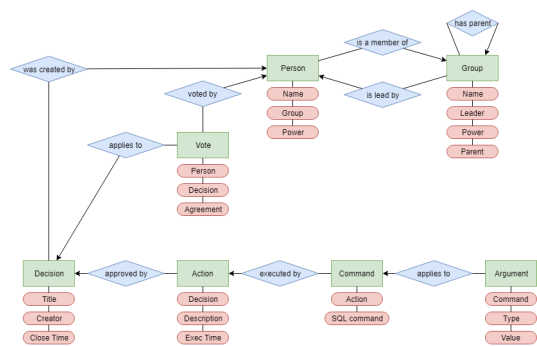 has parent
is a member of
was created by
Person
Group
voted by
is lead by
Name
Group
Power
Name
Leader
Power
Parent
applies to
Vote
Person
Decision
Agreement
Decision
approved by
Action
executed by
Command
applies to
Argument
Title
Creator
Close Time
Decision
Description
Exec Time
Action
SQL command
Command
Type
Value